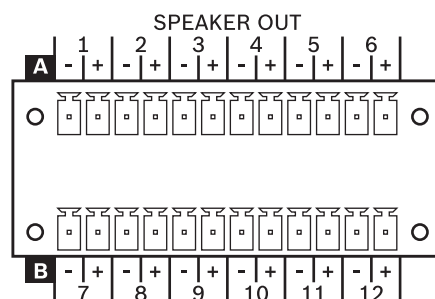 SPEAKER OUT
1 2 3 4 5 6
A - + - + - + - + - + - +
B - + - + - + - + - + - +
7 8 9 10 11 12